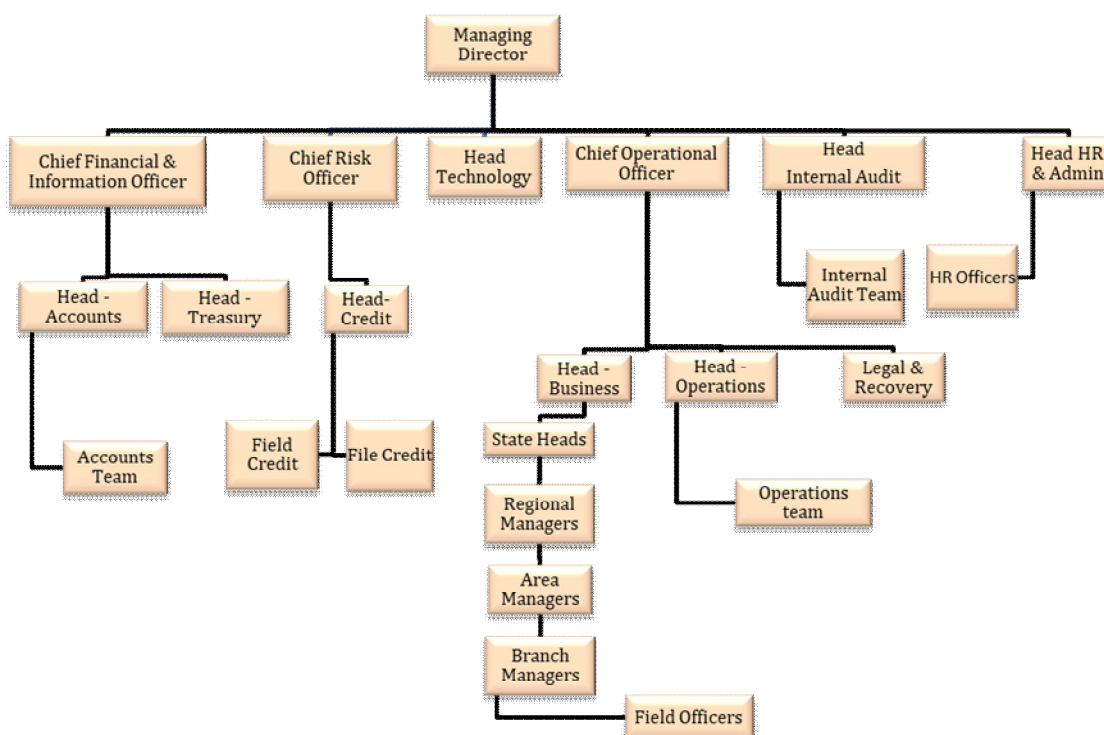 Managing
Director
Chief Financial &
Information Officer
Chief Risk
Officer
Head
Technology
Chief Operational
Officer
Head
Internal Audit
Head HR
& Admin
Head -
Accounts
Head -
Treasury
Head-
Credit
Internal
Audit Team
HR Officers
Head -
Business
Head -
Operations
Legal &
Recovery
State Heads
Field
Credit
File Credit
Accounts
Team
Regional
Managers
Operations
team
Area
Managers
Branch
Managers
Field Officers